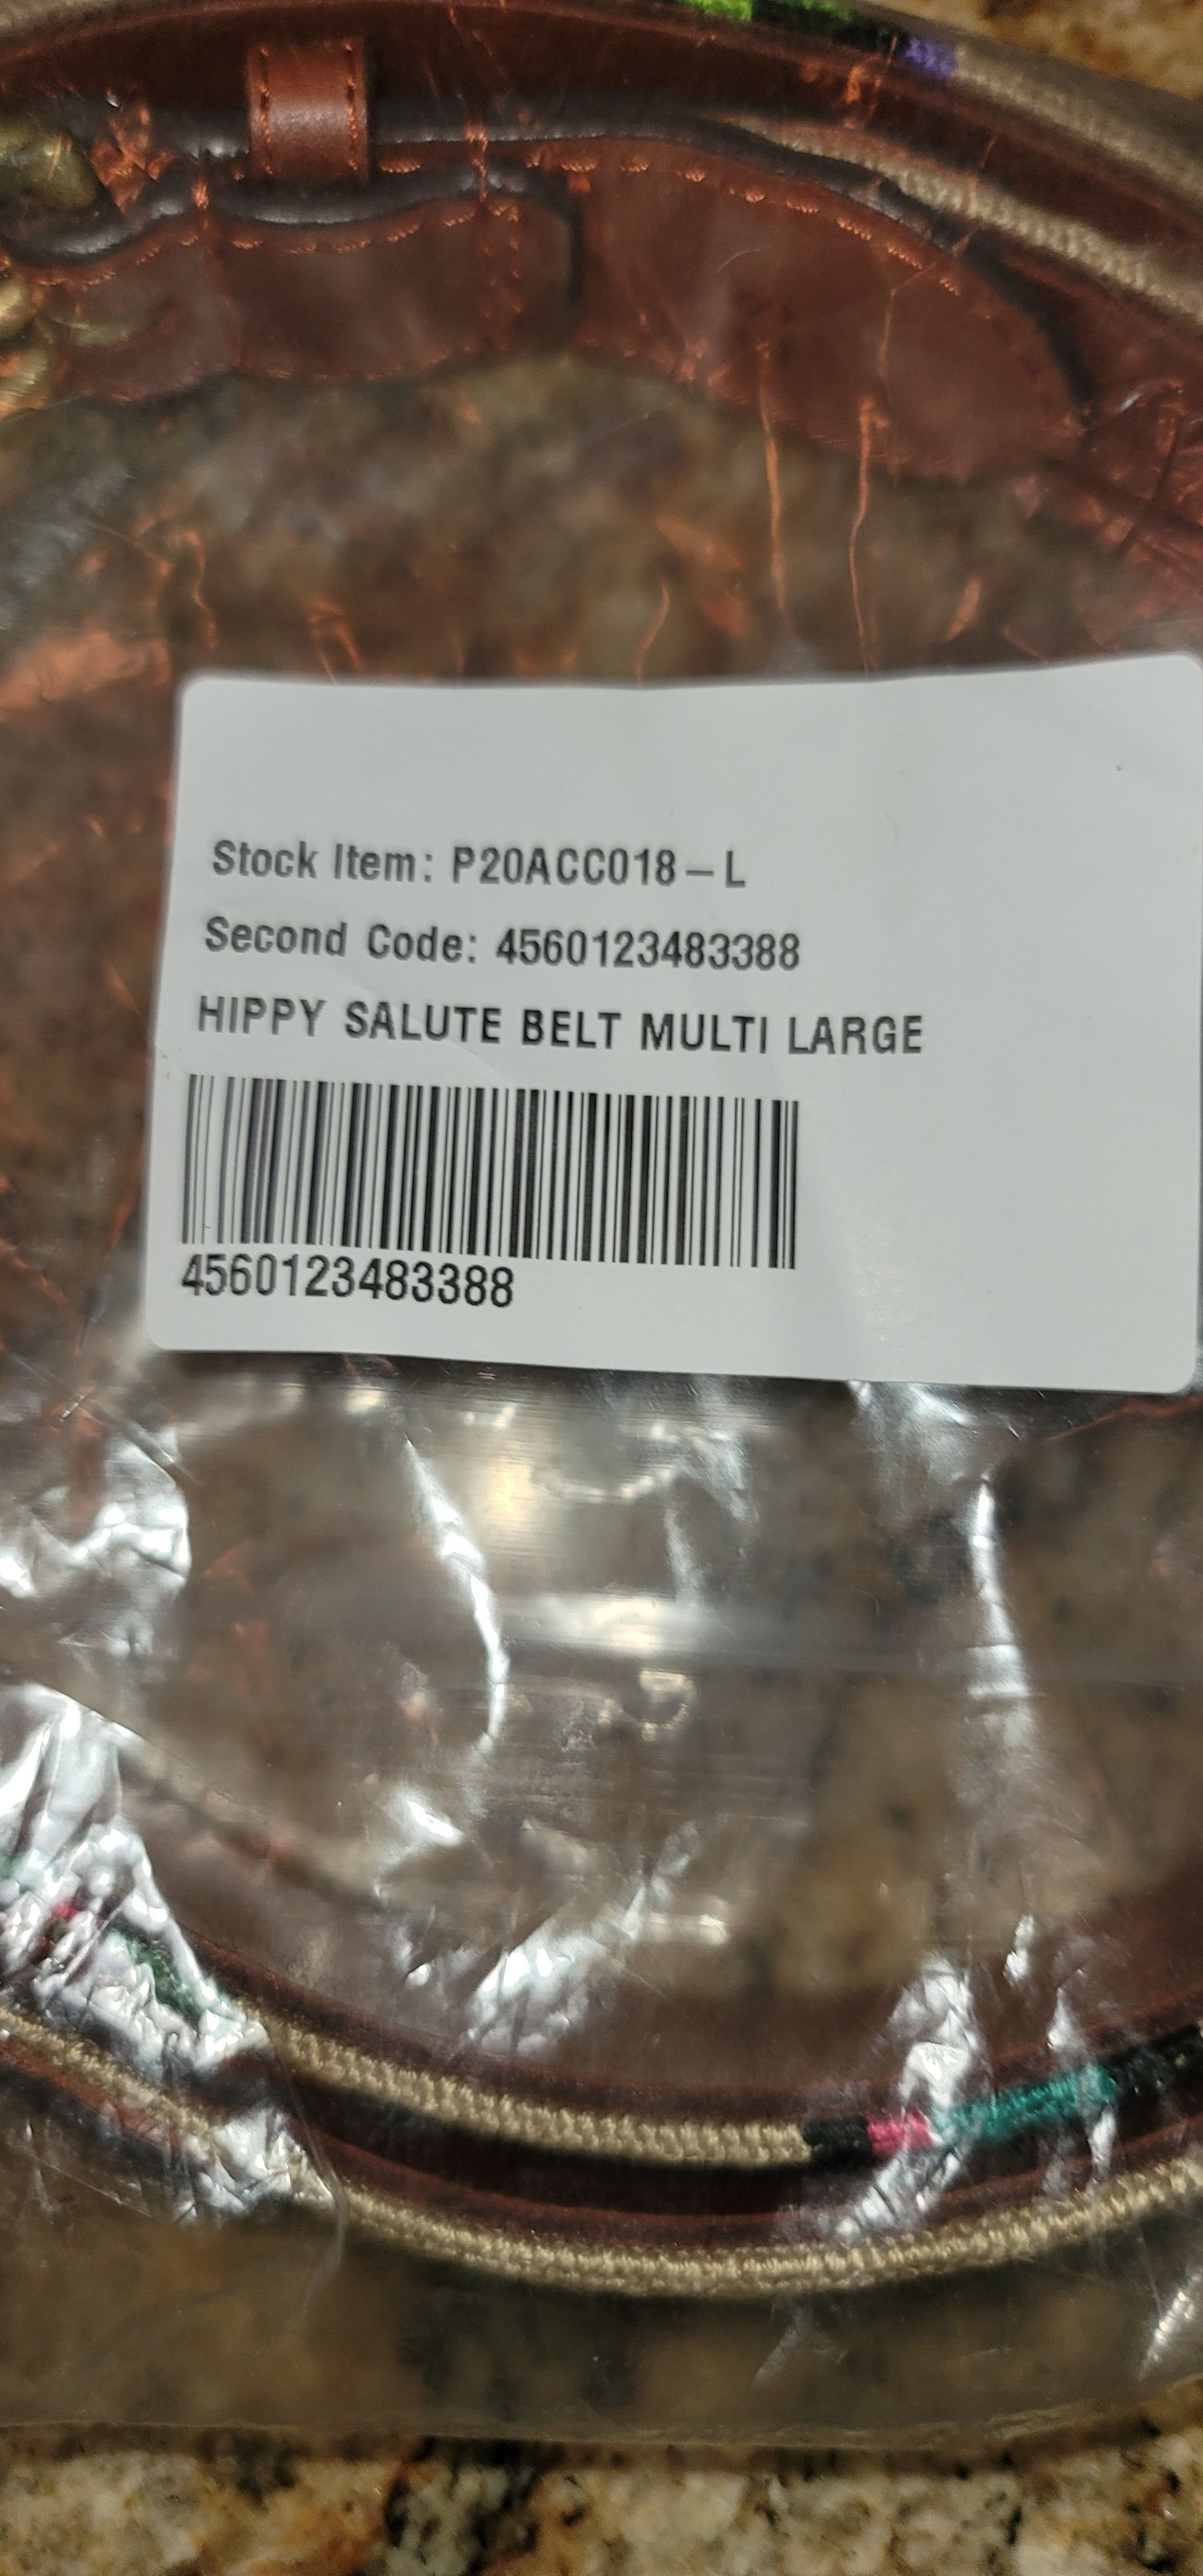 Stock Item: P20ACC018-L
Second Code: 4560123483388
HIPPY SALUTE BELT MULTI LARGE
4560123483388